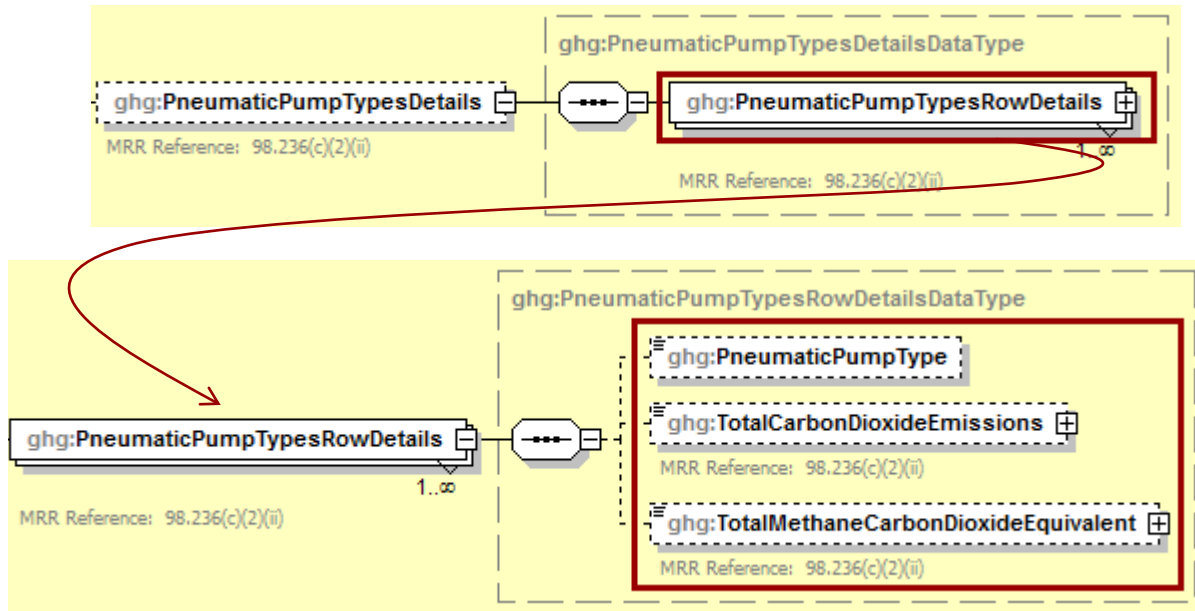 ghg:PneumaticPumpTypesDetailsDataType
ghg:PneumaticPumpTypesDetails
ghg:PneumaticPumpTypesRowDetails
MRR Reference: 98.236(c)(2)(ii)
1..∞
MRR Reference: 98.236(c)(2)(ii)
ghg:PneumaticPumpTypesRowDetailsDataType
ghg:PneumaticPumpType
ghg:TotalCarbonDioxideEmissions
MRR Reference: 98.236(c)(2)(ii)
ghg:PneumaticPumpTypesRowDetails
1..∞
MRR Reference: 98.236(c)(2)(ii)
ghg:TotalMethaneCarbonDioxideEquivalent
MRR Reference: 98.236(c)(2)(ii)